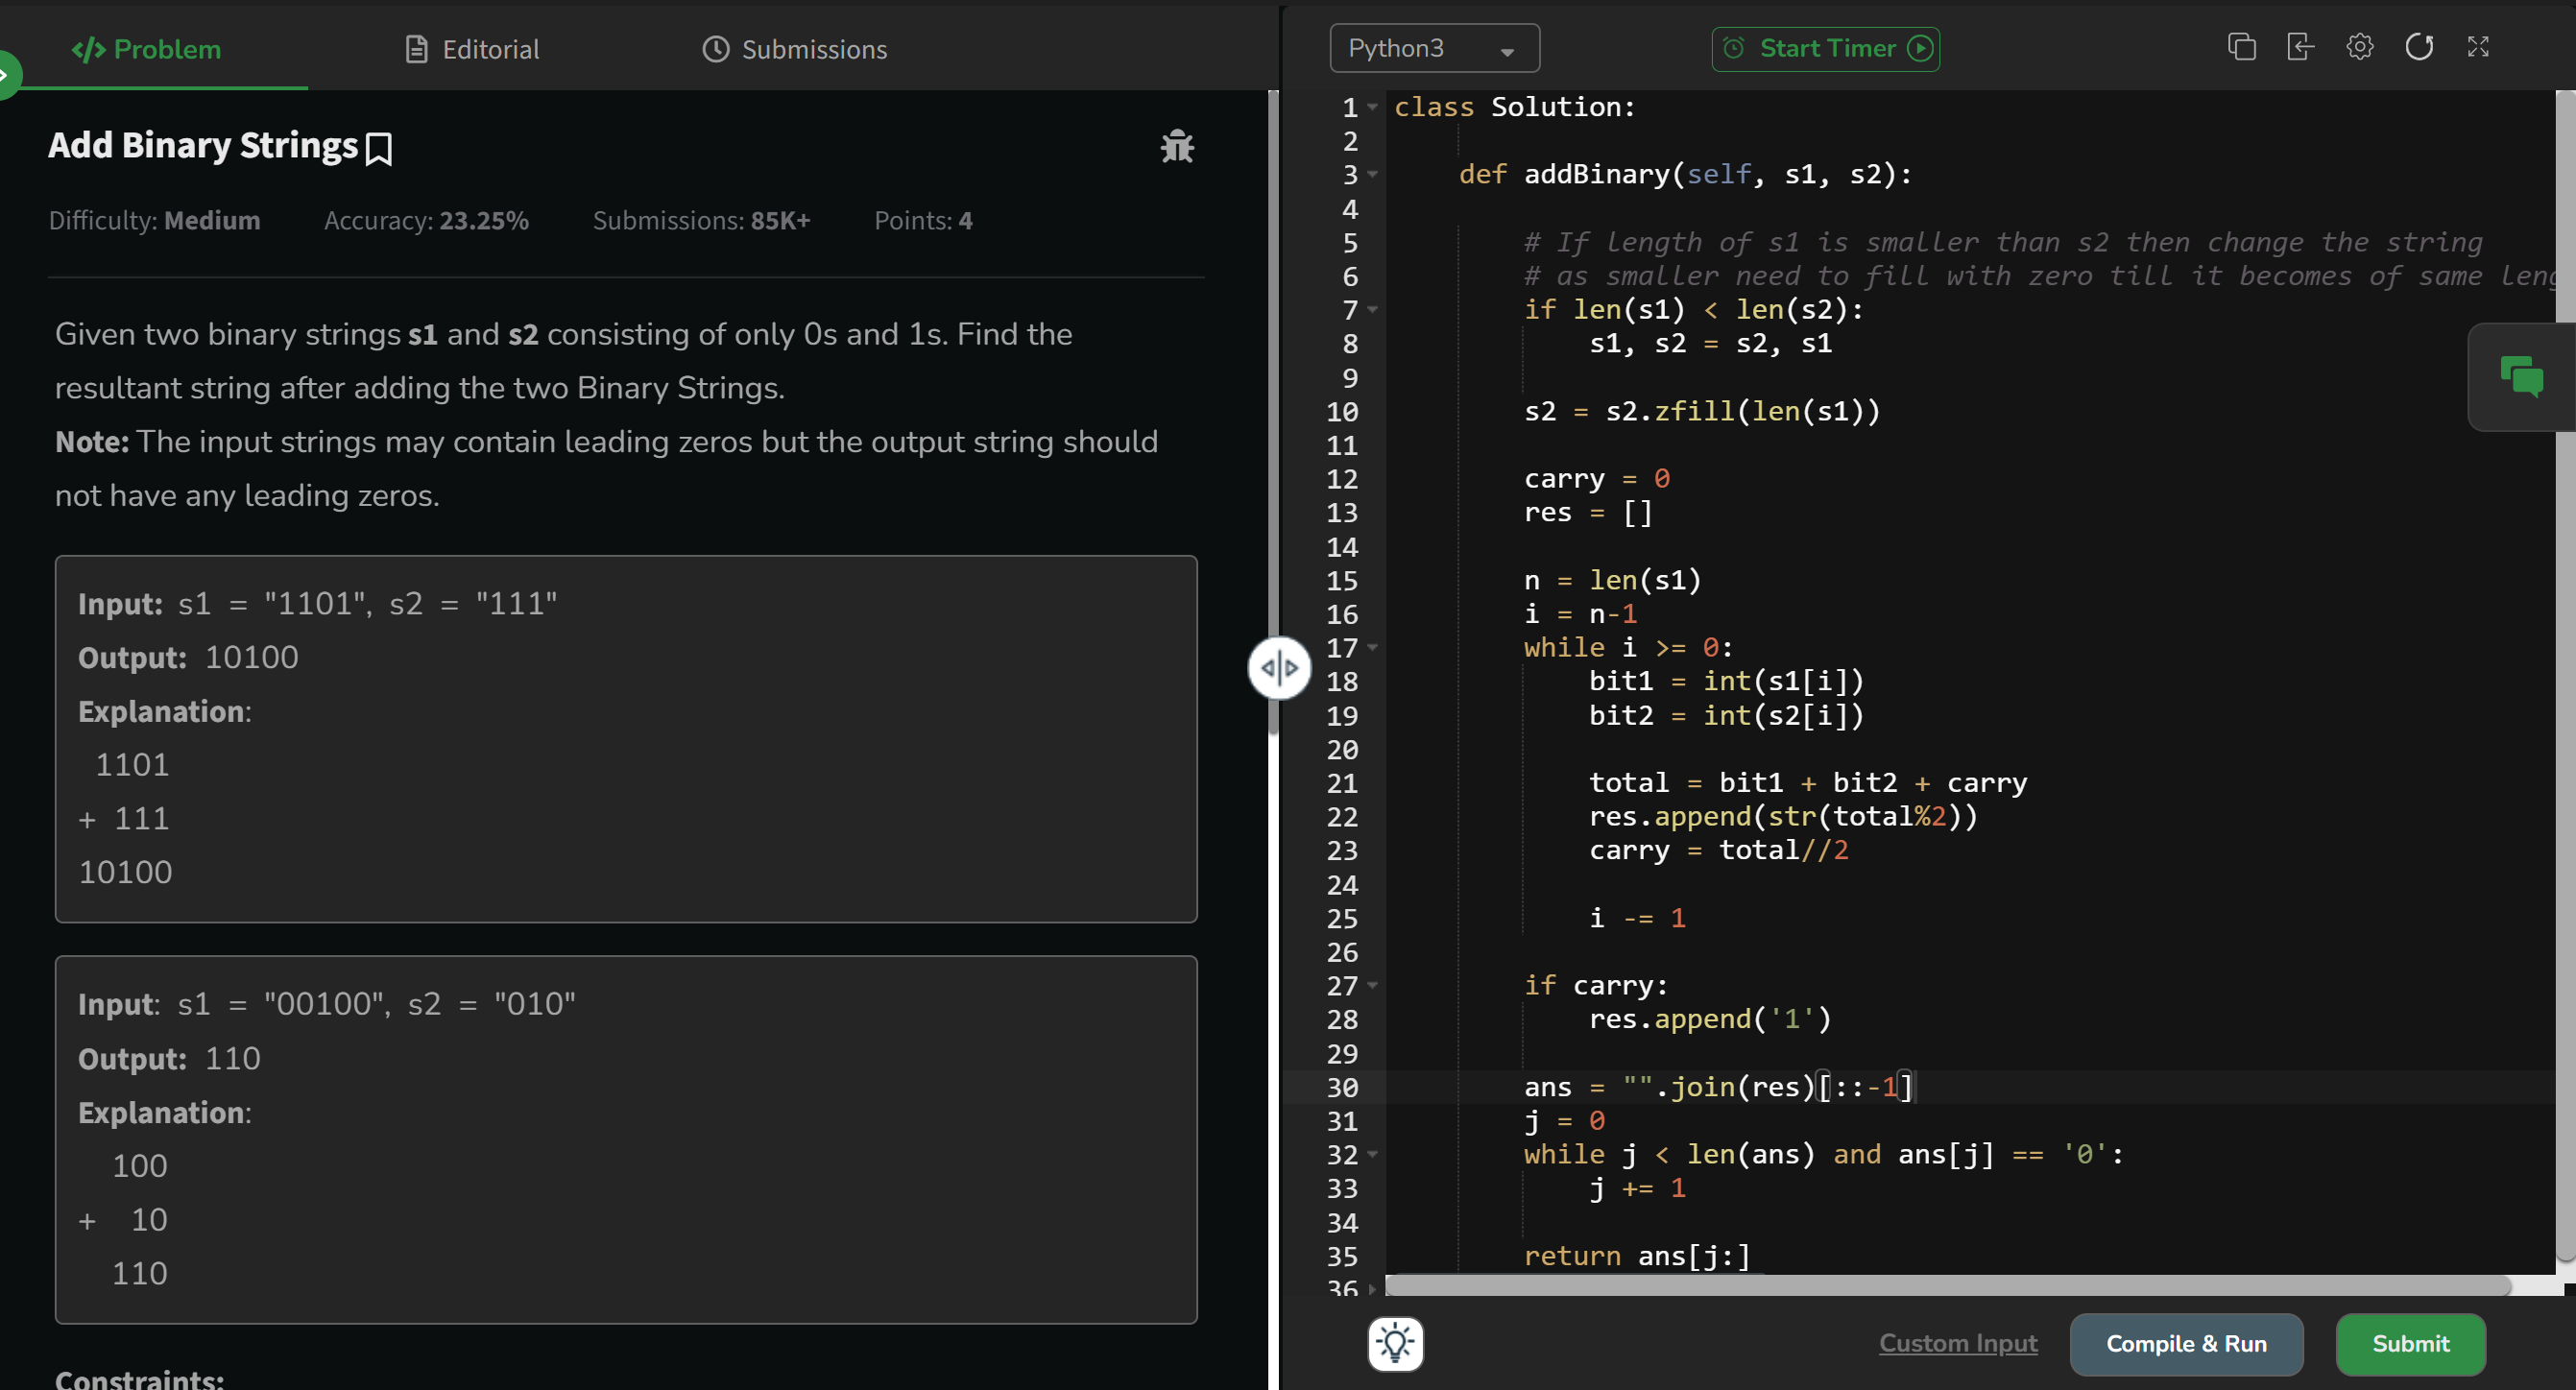 </> Problem
Editorial
Submissions
Add Binary Strings
Difficulty: Medium Accuracy: 23.25% Submissions: 85K+ Points: 4
Given two binary strings s1 and s2 consisting of only 0s and 1s. Find the
resultant string after adding the two Binary Strings.
Note: The input strings may contain leading zeros but the output string should
not have any leading zeros.
Input: s1 = "1101", s2 = "111"
Output: 10100
Explanation:
1101
+ 111
10100
Input: s1 = "00100", s2 = "010"
Output: 110
Explanation:
100
+ 10
110
Constraints:
Python3
Start Timer
1 class Solution:
2
3 def addBinary(self, s1, s2):
4
5 # If length of s1 is smaller than s2 then change the string
6 # as smaller need to fill with zero till it becomes of same leng
7 if len(s1) < len(s2):
8 s1, s2 = s2, s1
9
10 s2 = s2.zfill(len(s1))
11
12 carry = 0
13 res = []
14
15 n = len(s1)
16 i = n-1
17 while i >= 0:
18 bit1 = int(s1[i])
19 bit2 = int(s2[i])
20
21 total = bit1 + bit2 + carry
22 res.append(str(total%2))
23 carry = total//2
24
25 i -= 1
26
27 if carry:
28 res.append('1')
29
30 ans = "".join(res)[::-1]
31 j = 0
32 while j < len(ans) and ans[j] == '0':
33 j += 1
34
35 return ans[j:]
36
Custom Input
Compile & Run
Submit